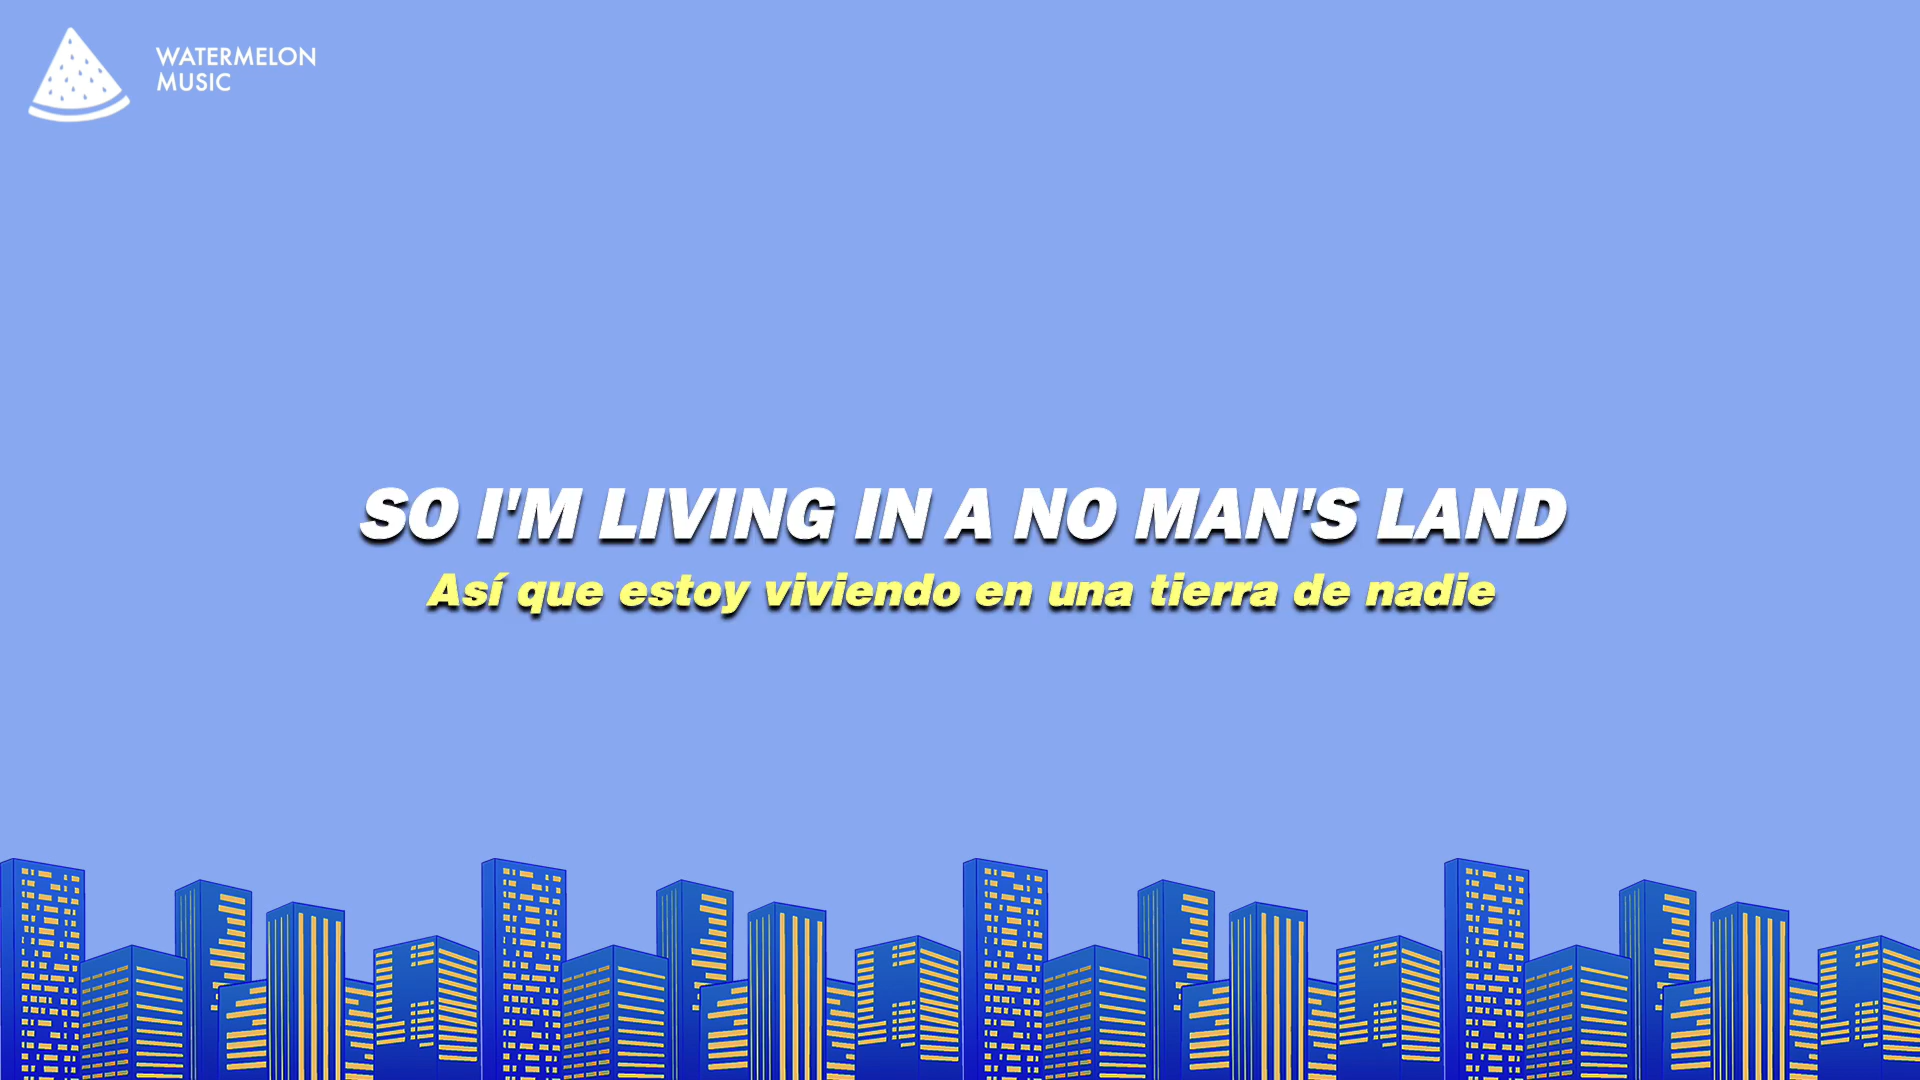 WATERMELON
MUSIC
SO I'M LIVING IN A NO MAN'S LAND
Así que estoy viviendo en una tierra de nadie